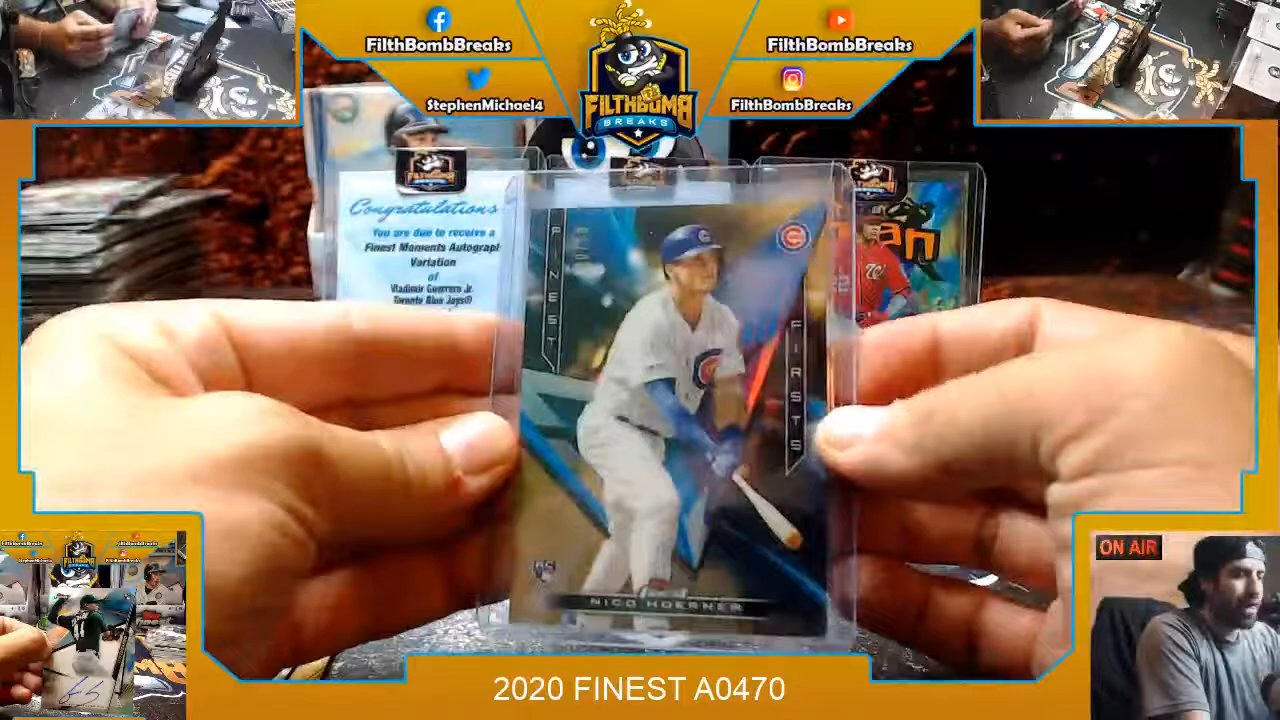 FilthBombBreaks
StephenMichael4
FILTHBOMB
BREAKS
FilthBombBreaks
FilthBombBreaks
Congratulations
You are due to receive a
Finest Moments Autograph
Variation
of
Vladimir Guerrero Jr.
Toronto Blue Jays®
FINEST
FIRSTS
NICO HOERNER
ON AIR
2020 FINEST A0470